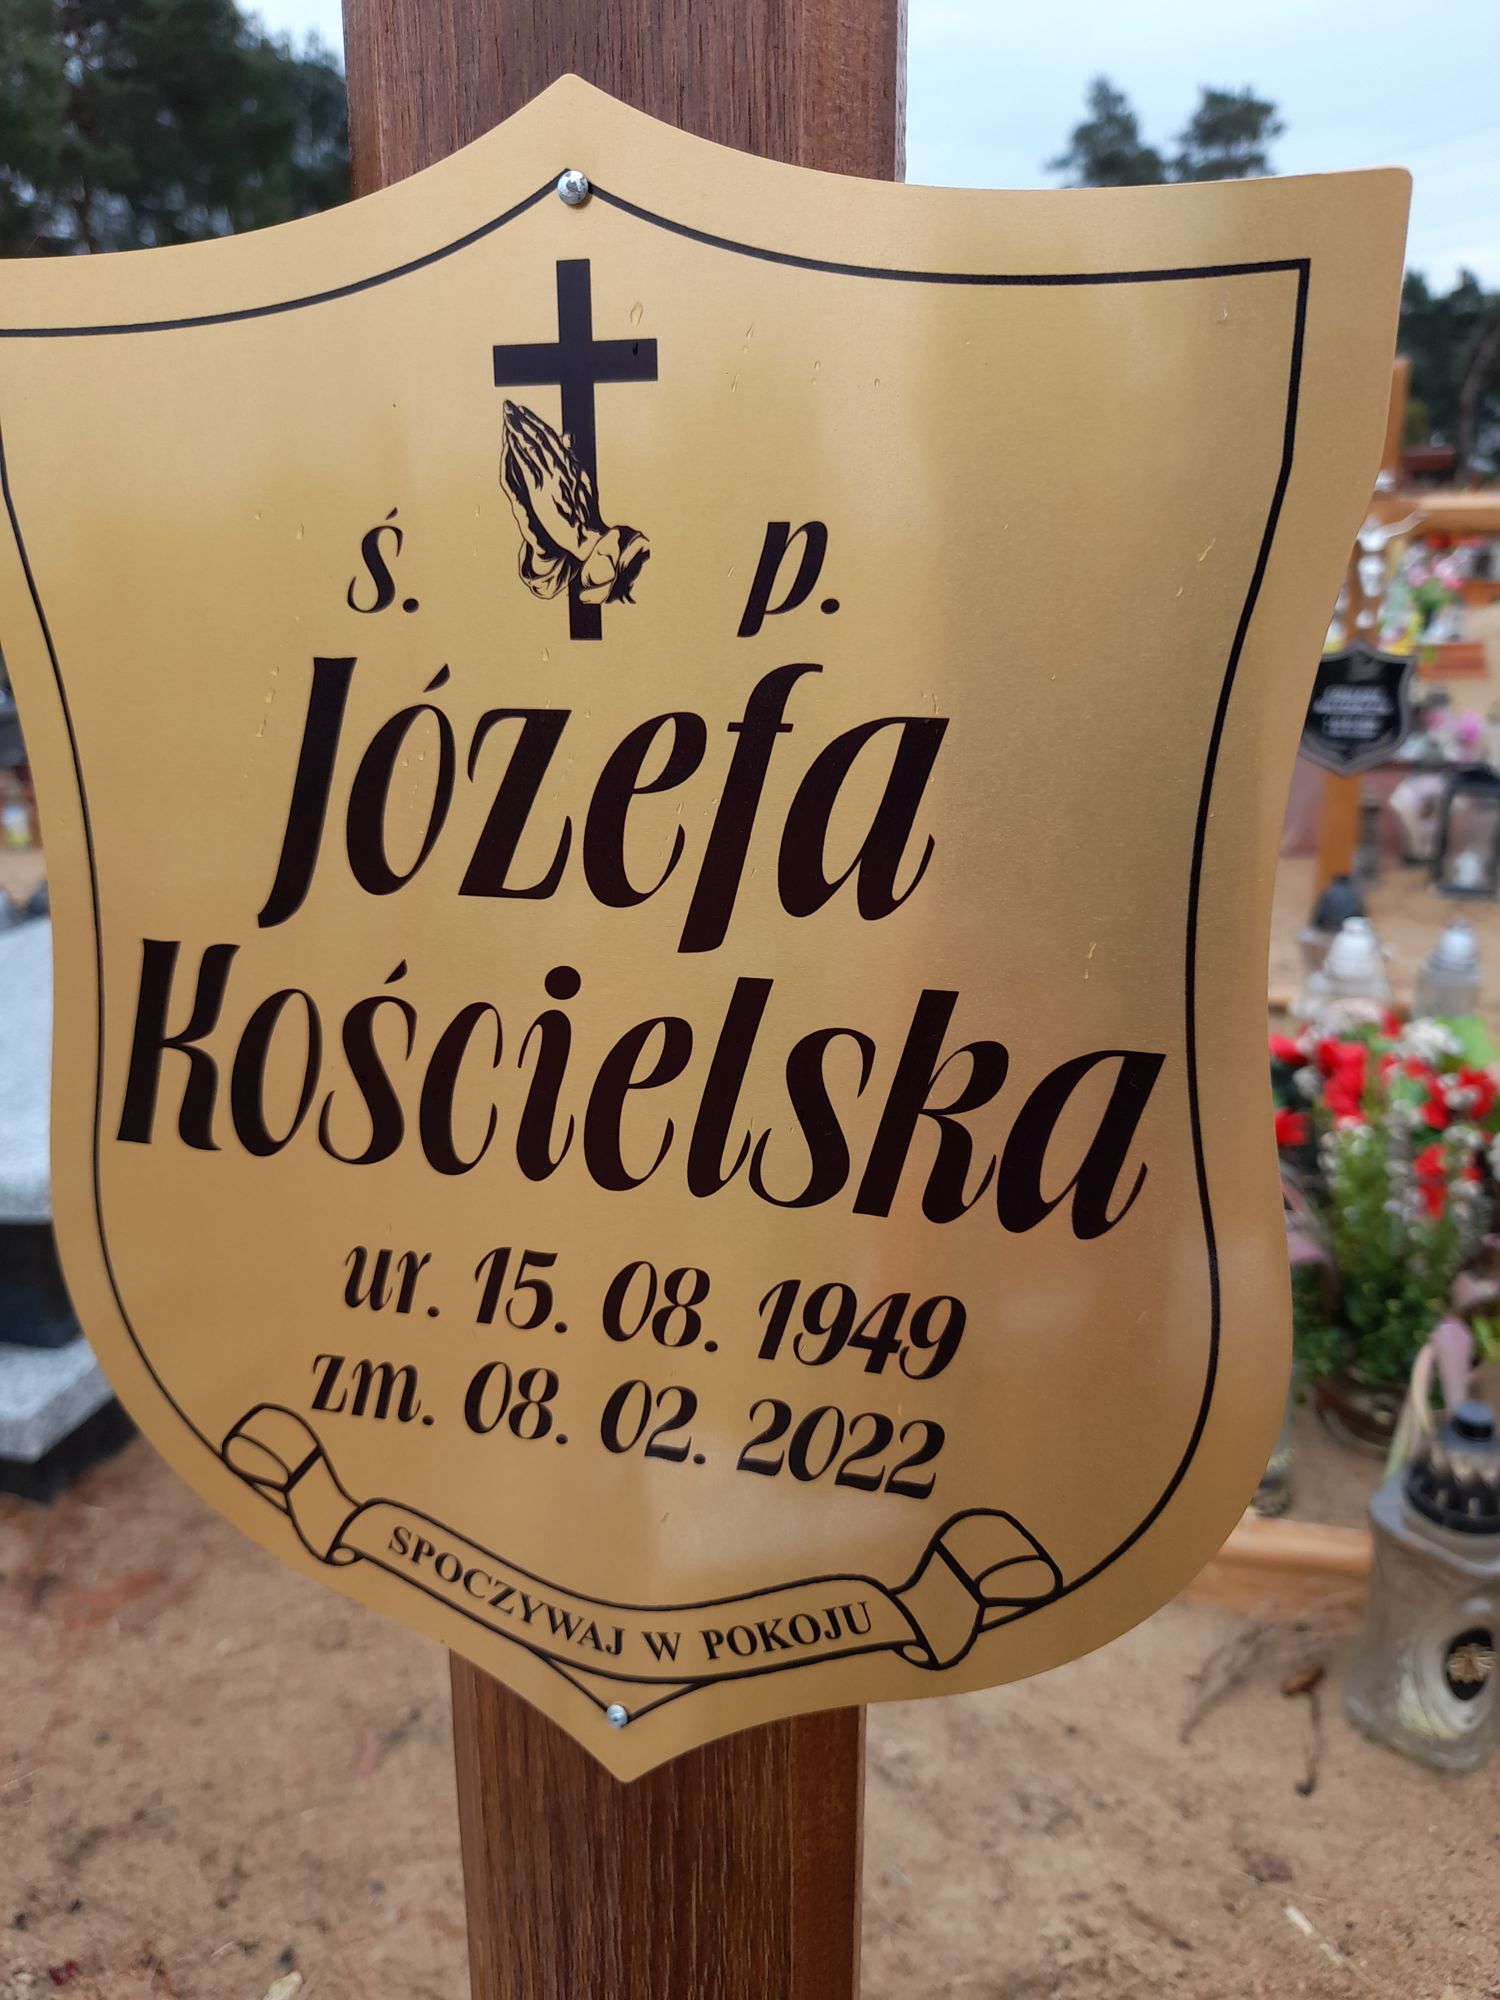 ś. p.
Józefa
Kościelska
ur. 15. 08. 1949
zm. 08. 02. 2022
SPOCZYWAJ W POKOJU